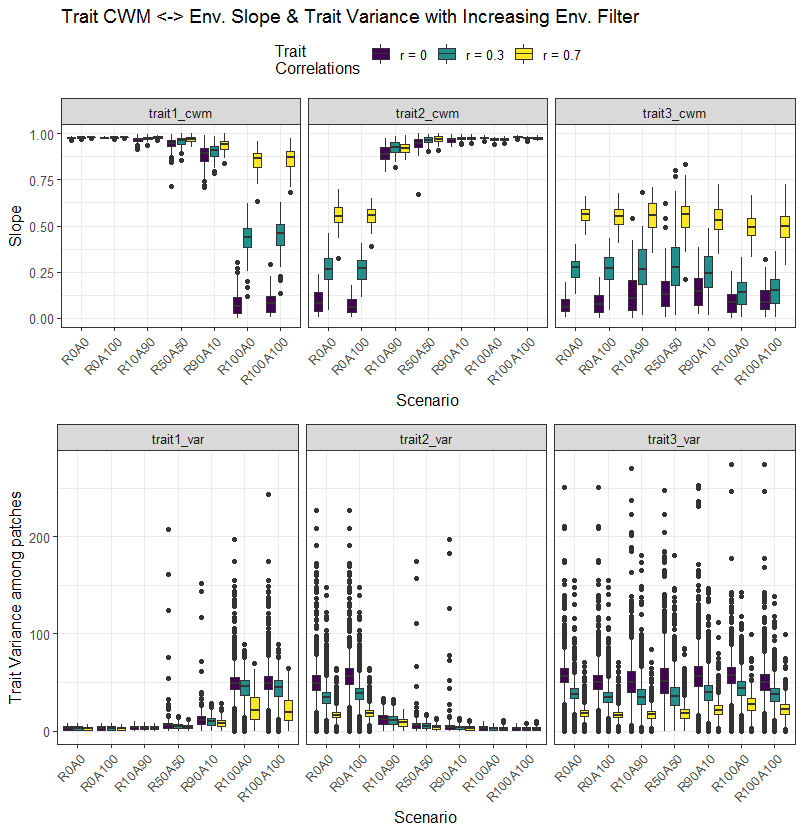 Trait CWM <-> Env. Slope & Trait Variance with Increasing Env. Filter
Trait
Correlations
r = 0
r = 0.3
r = 0.7
trait1_cwm
trait2_cwm
trait3_cwm
Slope
1.00
0.75
0.50
0.25
0.00
R0A0
R0A100
R10A90
R50A50
R90A10
R100A0
R100A100
R0A0
R0A100
R10A90
R50A50
R90A10
R100A0
R100A100
R0A0
R0A100
R10A90
R50A50
R90A10
R100A0
R100A100
Scenario
trait1_var
trait2_var
trait3_var
Trait Variance among patches
200
100
0
R0A0
R0A100
R10A90
R50A50
R90A10
R100A0
R100A100
R0A0
R0A100
R10A90
R50A50
R90A10
R100A0
R100A100
R0A0
R0A100
R10A90
R50A50
R90A10
R100A0
R100A100
Scenario